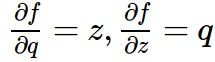 ∂f/∂q = z, ∂f/∂z = q